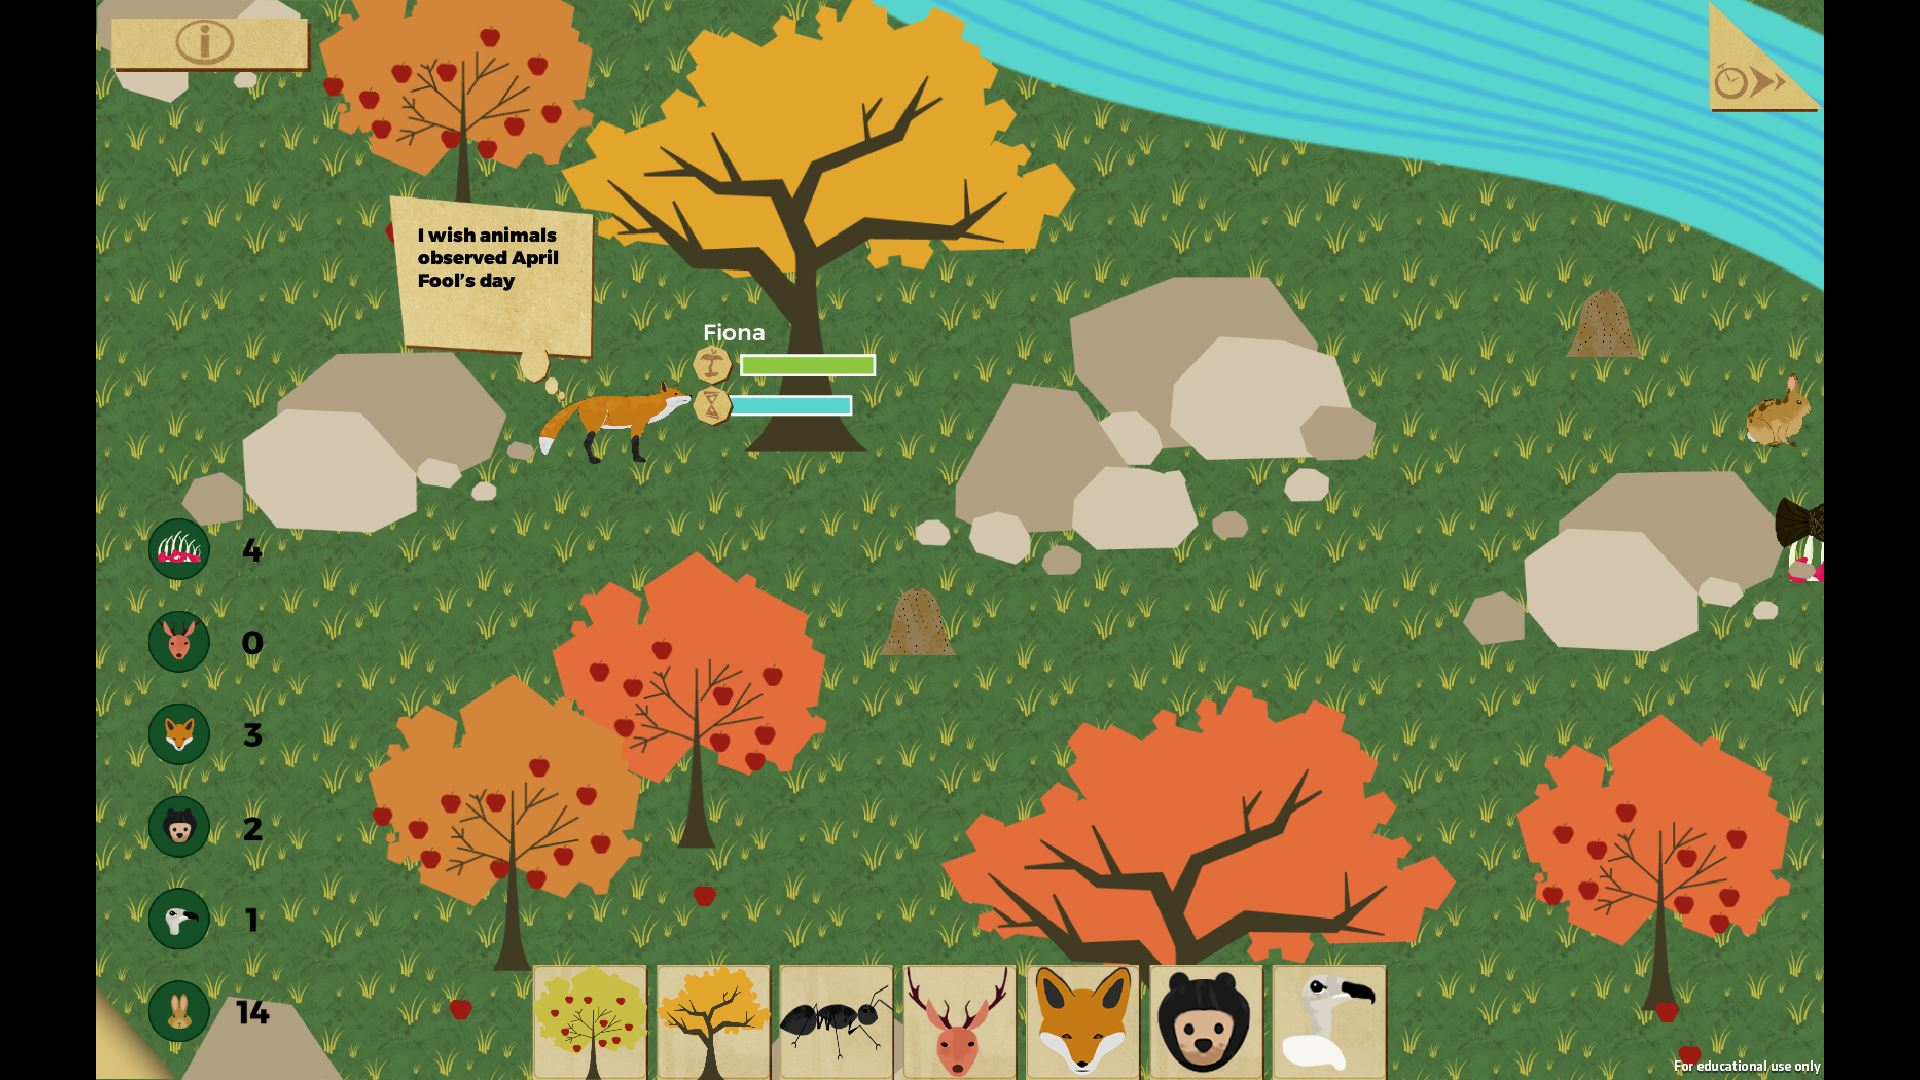 I wish animals
observed April
Fool's day
Fiona
4
0
3
2
1
14
For educational use only